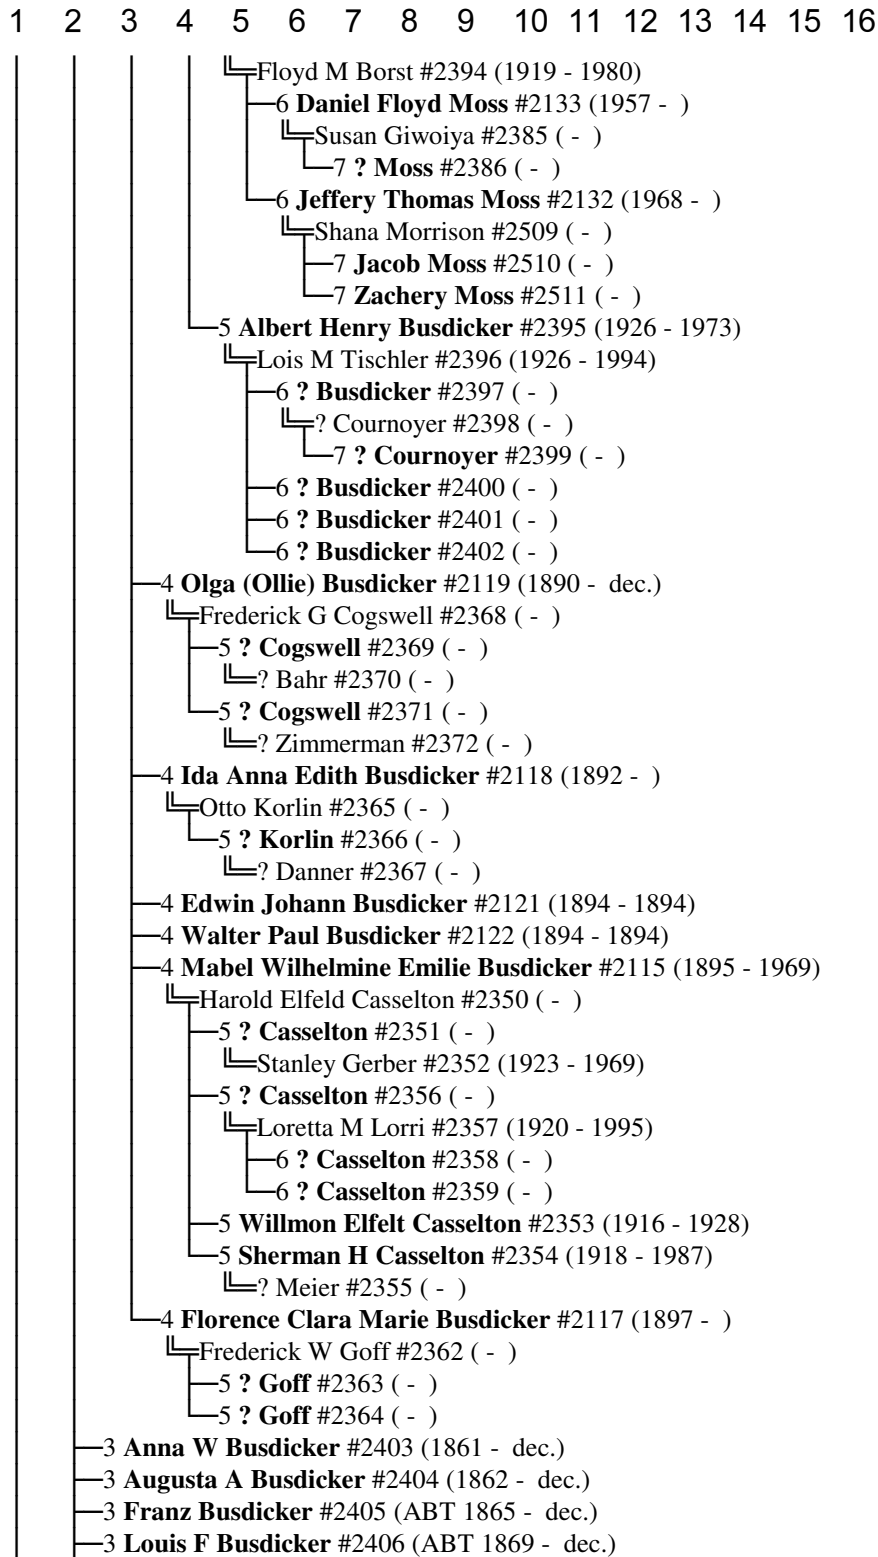 1 2 3 4 5 6 7 8 9 10 11 12 13 14 15 16
Floyd M Borst #2394 (1919 - 1980)
6 Daniel Floyd Moss #2133 (1957 - )
Susan Giwoiya #2385 ( - )
7 ? Moss #2386 ( - )
6 Jeffery Thomas Moss #2132 (1968 - )
Shana Morrison #2509 ( - )
7 Jacob Moss #2510 ( - )
7 Zachery Moss #2511 ( - )
5 Albert Henry Busdicker #2395 (1926 - 1973)
Lois M Tischler #2396 (1926 - 1994)
6 ? Busdicker #2397 ( - )
? Cournoyer #2398 ( - )
7 ? Cournoyer #2399 ( - )
6 ? Busdicker #2400 ( - )
6 ? Busdicker #2401 ( - )
6 ? Busdicker #2402 ( - )
4 Olga (Ollie) Busdicker #2119 (1890 - dec.)
Frederick G Cogswell #2368 ( - )
5 ? Cogswell #2369 ( - )
? Bahr #2370 ( - )
5 ? Cogswell #2371 ( - )
? Zimmerman #2372 ( - )
4 Ida Anna Edith Busdicker #2118 (1892 - )
Otto Korlin #2365 ( - )
5 ? Korlin #2366 ( - )
? Danner #2367 ( - )
4 Edwin Johann Busdicker #2121 (1894 - 1894)
4 Walter Paul Busdicker #2122 (1894 - 1894)
4 Mabel Wilhelmine Emilie Busdicker #2115 (1895 - 1969)
Harold Elfeld Casselton #2350 ( - )
5 ? Casselton #2351 ( - )
Stanley Gerber #2352 (1923 - 1969)
5 ? Casselton #2356 ( - )
Loretta M Lorri #2357 (1920 - 1995)
6 ? Casselton #2358 ( - )
6 ? Casselton #2359 ( - )
5 Willmon Elfelt Casselton #2353 (1916 - 1928)
5 Sherman H Casselton #2354 (1918 - 1987)
? Meier #2355 ( - )
4 Florence Clara Marie Busdicker #2117 (1897 - )
Frederick W Goff #2362 ( - )
5 ? Goff #2363 ( - )
5 ? Goff #2364 ( - )
3 Anna W Busdicker #2403 (1861 - dec.)
3 Augusta A Busdicker #2404 (1862 - dec.)
3 Franz Busdicker #2405 (ABT 1865 - dec.)
3 Louis F Busdicker #2406 (ABT 1869 - dec.)